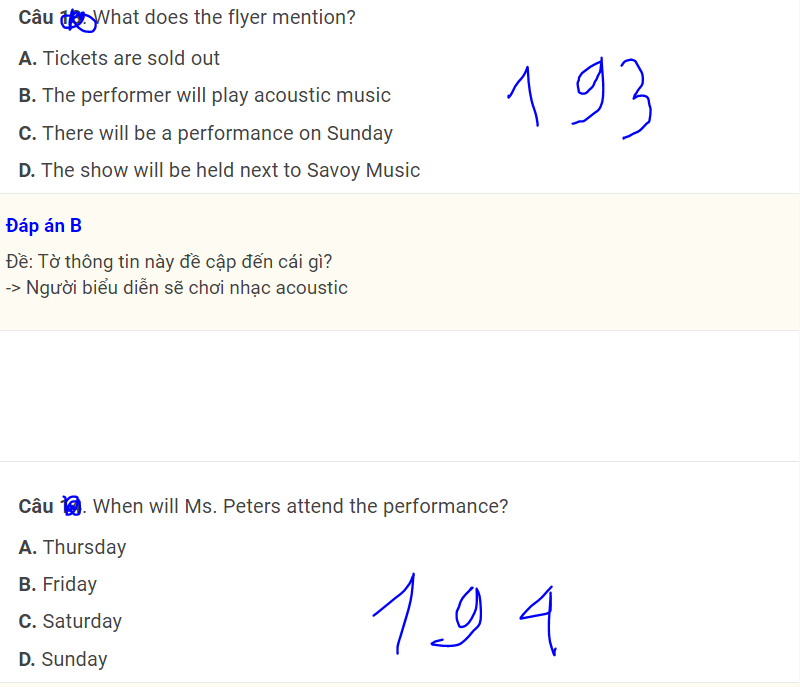 Câu . What does the flyer mention?
A. Tickets are sold out
B. The performer will play acoustic music
C. There will be a performance on Sunday
D. The show will be held next to Savoy Music
193
Đáp án B
Đề: Tờ thông tin này đề cập đến cái gì?
-> Người biểu diễn sẽ chơi nhạc acoustic
Câu . When will Ms. Peters attend the performance?
A. Thursday
B. Friday
C. Saturday
D. Sunday
194